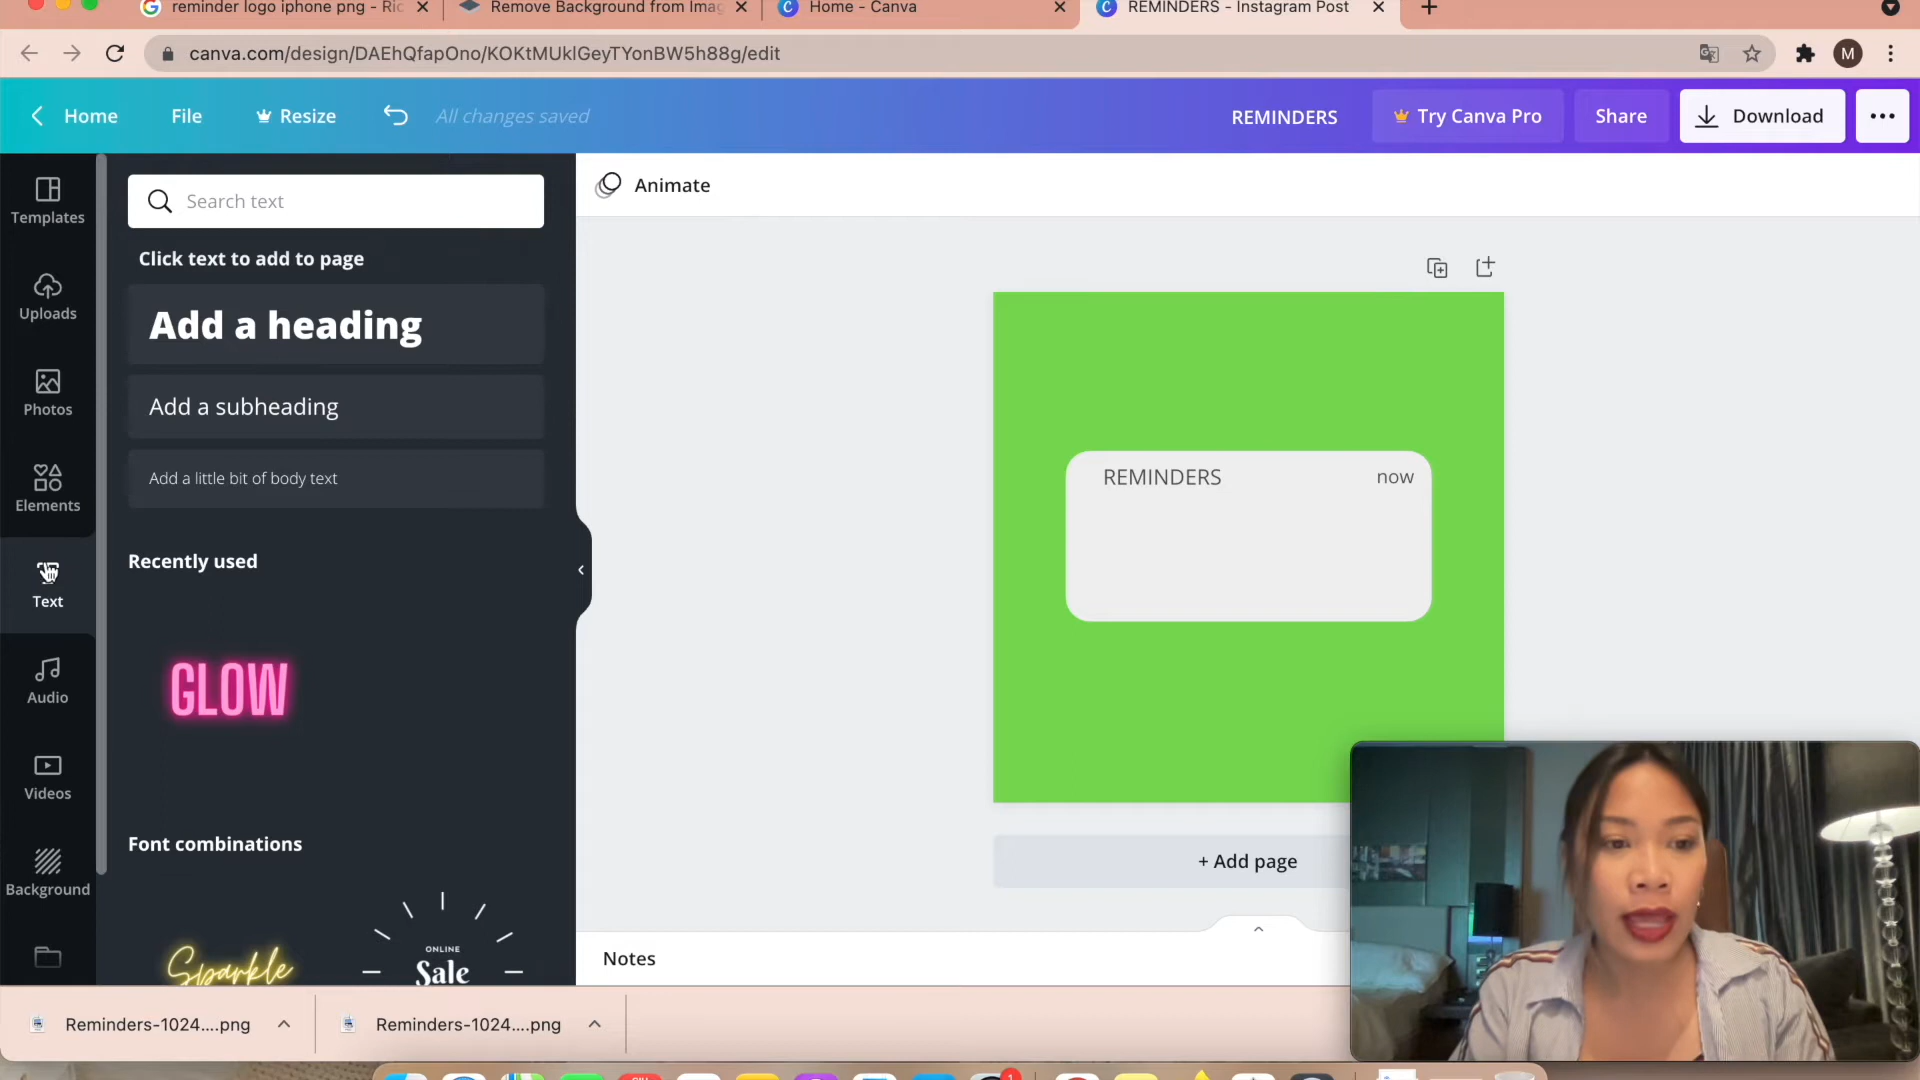 reminder logo iphone png - Ric
Remove Background from Imag
Home - Canva
REMINDERS - Instagram Post
canva.com/design/DAEhQfapOno/KOKtMUklGeyTYonBW5h88g/edit
M
Home
File
Resize
All changes saved
REMINDERS
Try Canva Pro
Share
Download
Templates
Uploads
Photos
Elements
Text
Audio
Videos
Background
Search text
Click text to add to page
Add a heading
Add a subheading
Add a little bit of body text
Recently used
GLOW
Font combinations
Sparkle
ONLINE
Sale
Animate
REMINDERS
now
+ Add page
Notes
Reminders-1024....png
Reminders-1024....png
1